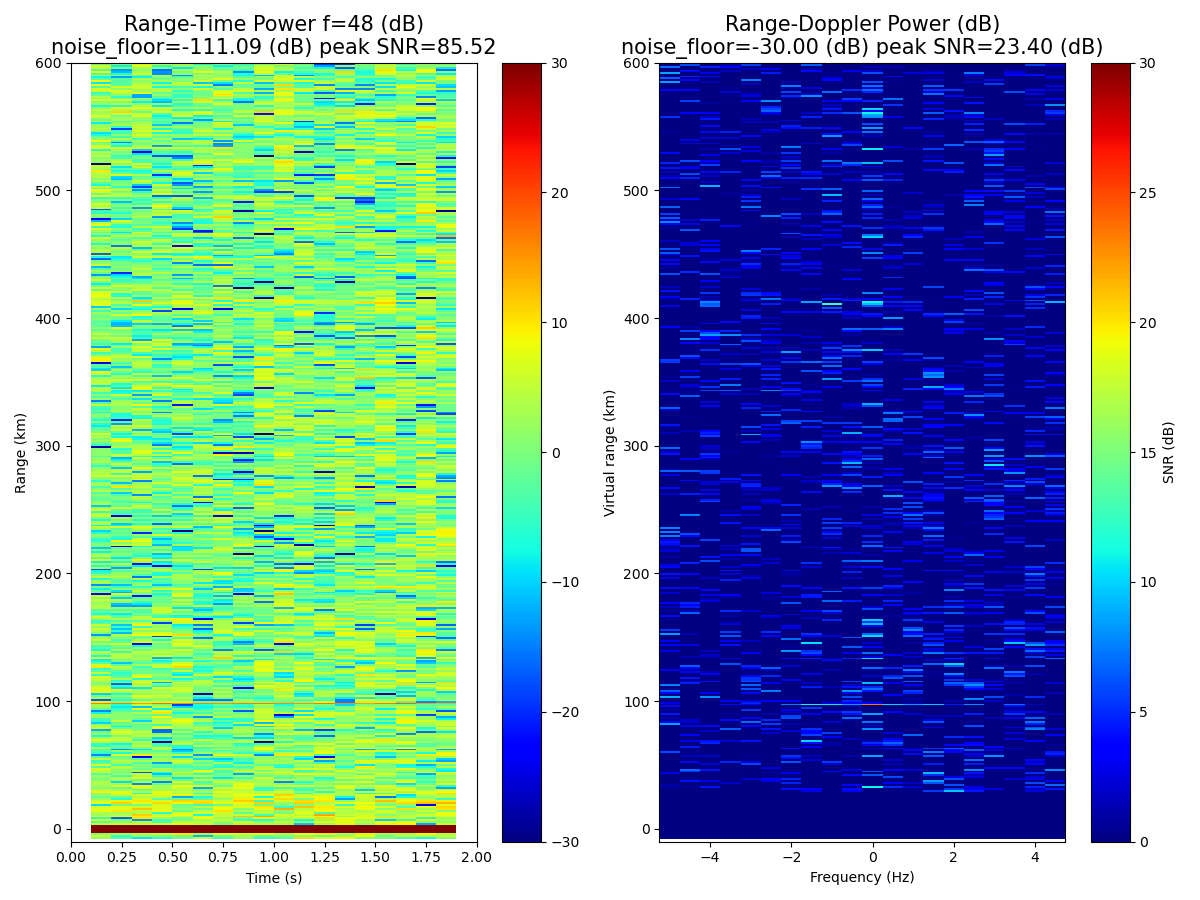 Range-Time Power f=48 (dB)
noise_floor=-111.09 (dB) peak SNR=85.52
600
500
400
300
200
100
0
0.00 0.25 0.50 0.75 1.00 1.25 1.50 1.75 2.00
Time (s)
Range (km)
30
20
10
0
−10
−20
−30
Range-Doppler Power (dB)
noise_floor=-30.00 (dB) peak SNR=23.40 (dB)
600
500
400
300
200
100
0
−4 −2 0 2 4
Frequency (Hz)
Virtual range (km)
30
25
20
15
10
5
0
SNR (dB)